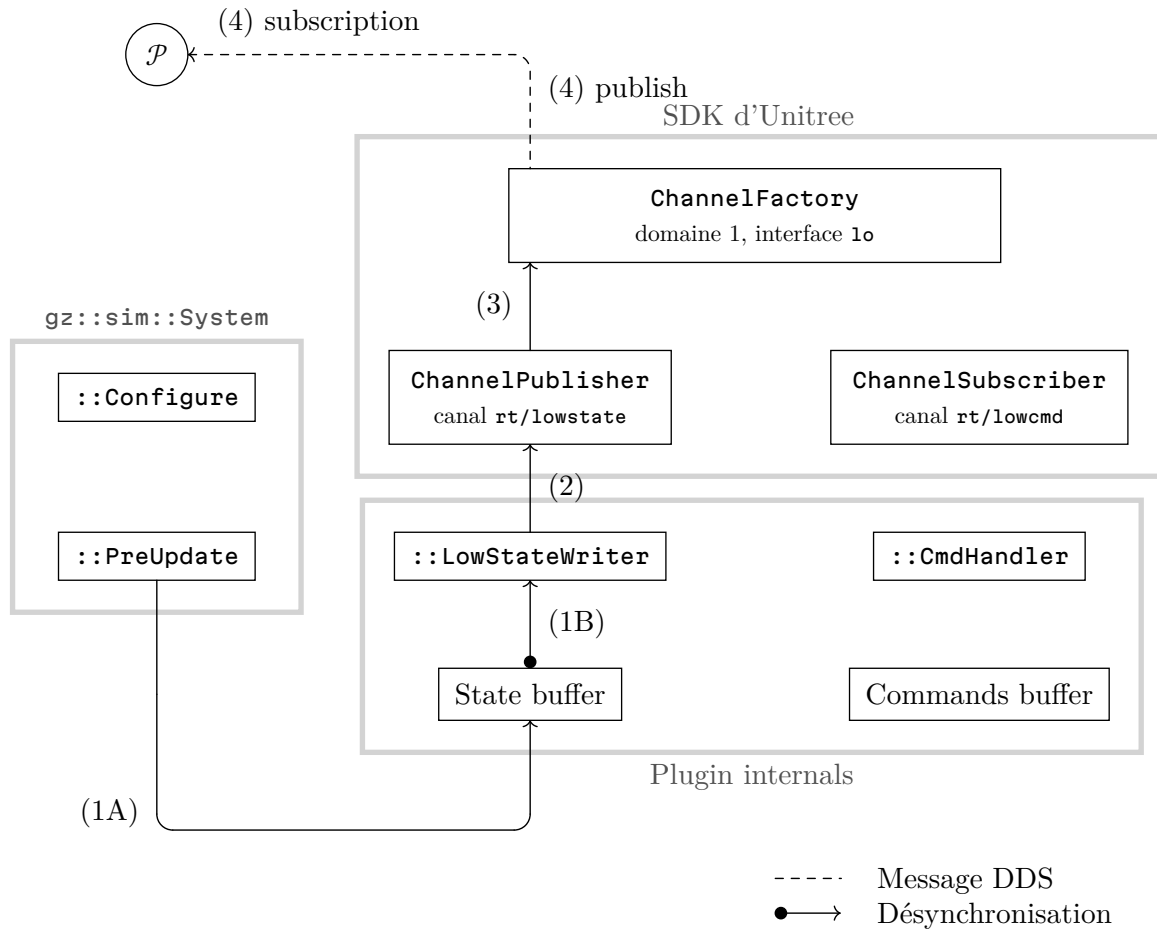 (4) subscription
𝒫
(4) publish
SDK d'Unitree
ChannelFactory
domaine 1, interface lo
(3)
gz::sim::System
ChannelPublisher
canal rt/lowstate
ChannelSubscriber
canal rt/lowcmd
::Configure
(2)
::PreUpdate
::LowStateWriter
::CmdHandler
(1B)
State buffer
Commands buffer
Plugin internals
(1A)
Message DDS
Désynchronisation